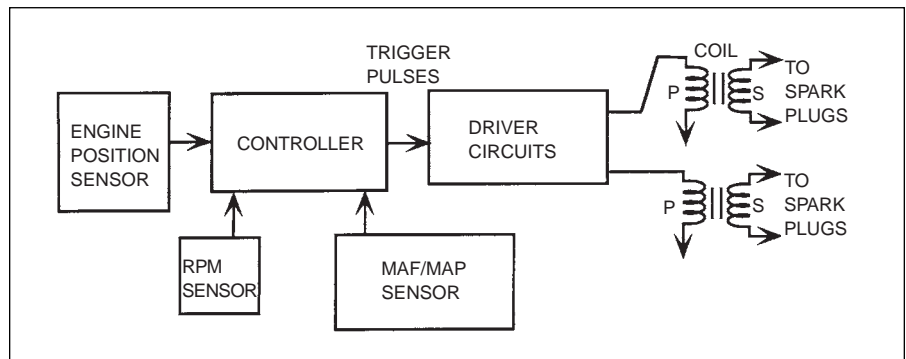 TRIGGER
PULSES
COIL
P
S
TO
SPARK
PLUGS
ENGINE
POSITION
SENSOR
CONTROLLER
DRIVER
CIRCUITS
P
S
TO
SPARK
PLUGS
RPM
SENSOR
MAF/MAP
SENSOR